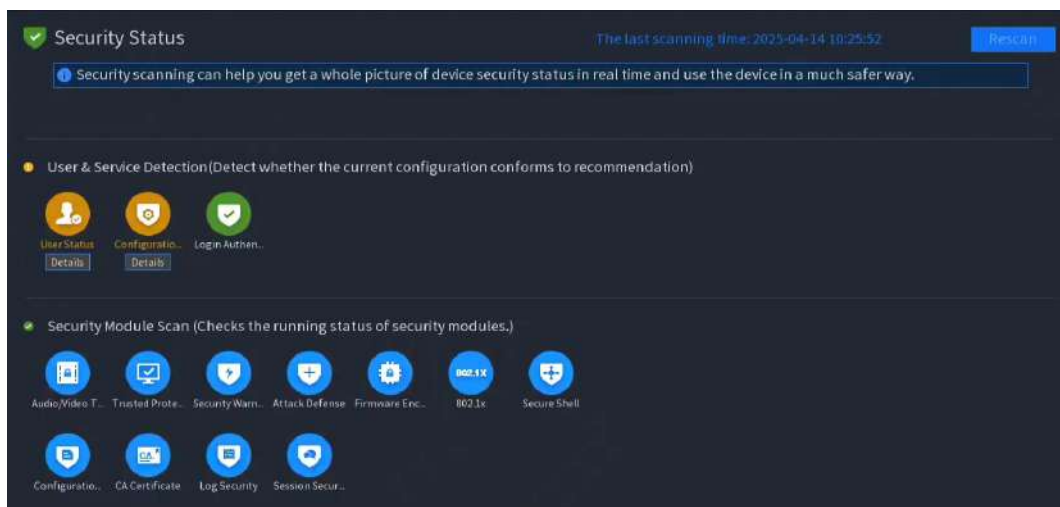 Security Status
The last scanning time: 2025-04-14 10:25:52
Rescan
Security scanning can help you get a whole picture of device security status in real time and use the device in a much safer way.
User & Service Detection(Detect whether the current configuration conforms to recommendation)
User Status
Configuratio...
Login Authen...
Details
Details
Security Module Scan (Checks the running status of security modules.)
802.1X
Audio/Video T...
Trusted Prote...
Security Warn...
Attack Defense
Firmware Enc...
802.1x
Secure Shell
CA
Configuratio...
CA Certificate
Log Security
Session Secur...